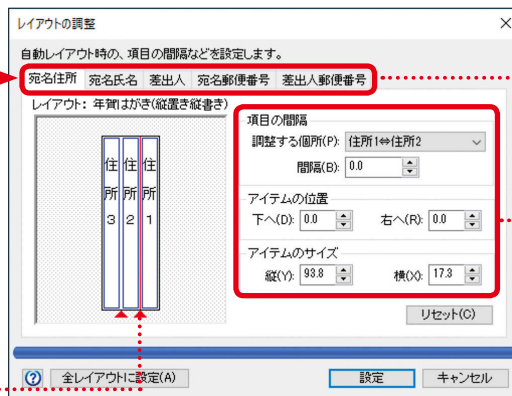 レイアウトの調整
自動レイアウト時の、項目の間隔などを設定します。
宛名住所 宛名氏名 差出人 宛名郵便番号 差出人郵便番号
レイアウト: 年賀はがき(縦置き縦書き)
住所3
住所2
住所1
項目の間隔
調整する個所(P): 住所1⇔住所2
間隔(B): 0.0
アイテムの位置
下へ(D): 0.0 右へ(R): 0.0
アイテムのサイズ
縦(Y): 93.8 横(X): 17.3
リセット(C)
全レイアウトに設定(A) 設定 キャンセル